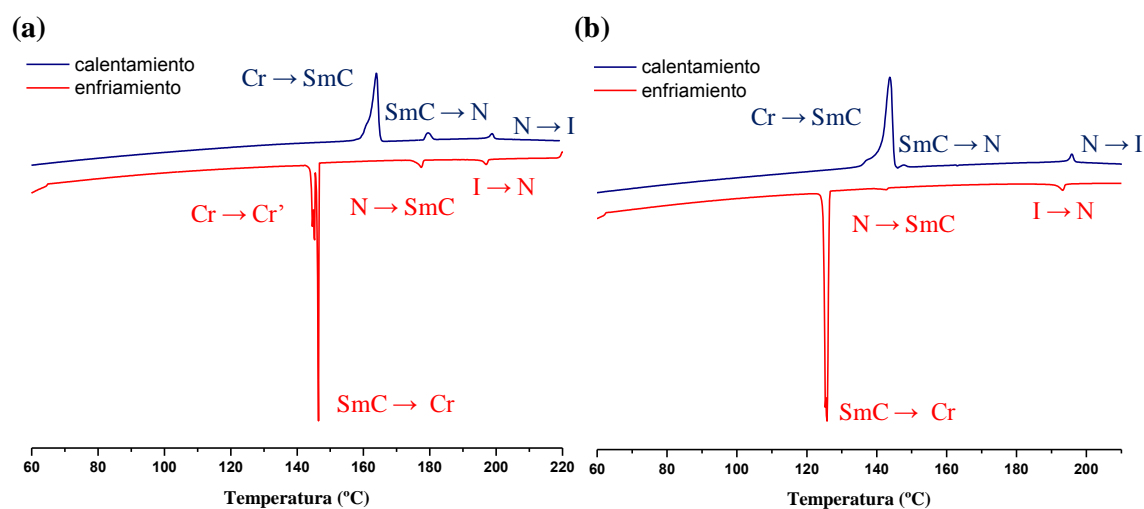 (a)
calentamiento
enfriamiento
Cr → SmC
SmC → N
N → I
Cr → Cr’
N → SmC
I → N
SmC → Cr
60 80 100 120 140 160 180 200 220
Temperatura (ºC)
(b)
calentamiento
enfriamiento
Cr → SmC
SmC → N
N → I
N → SmC
I → N
SmC → Cr
60 80 100 120 140 160 180 200
Temperatura (ºC)